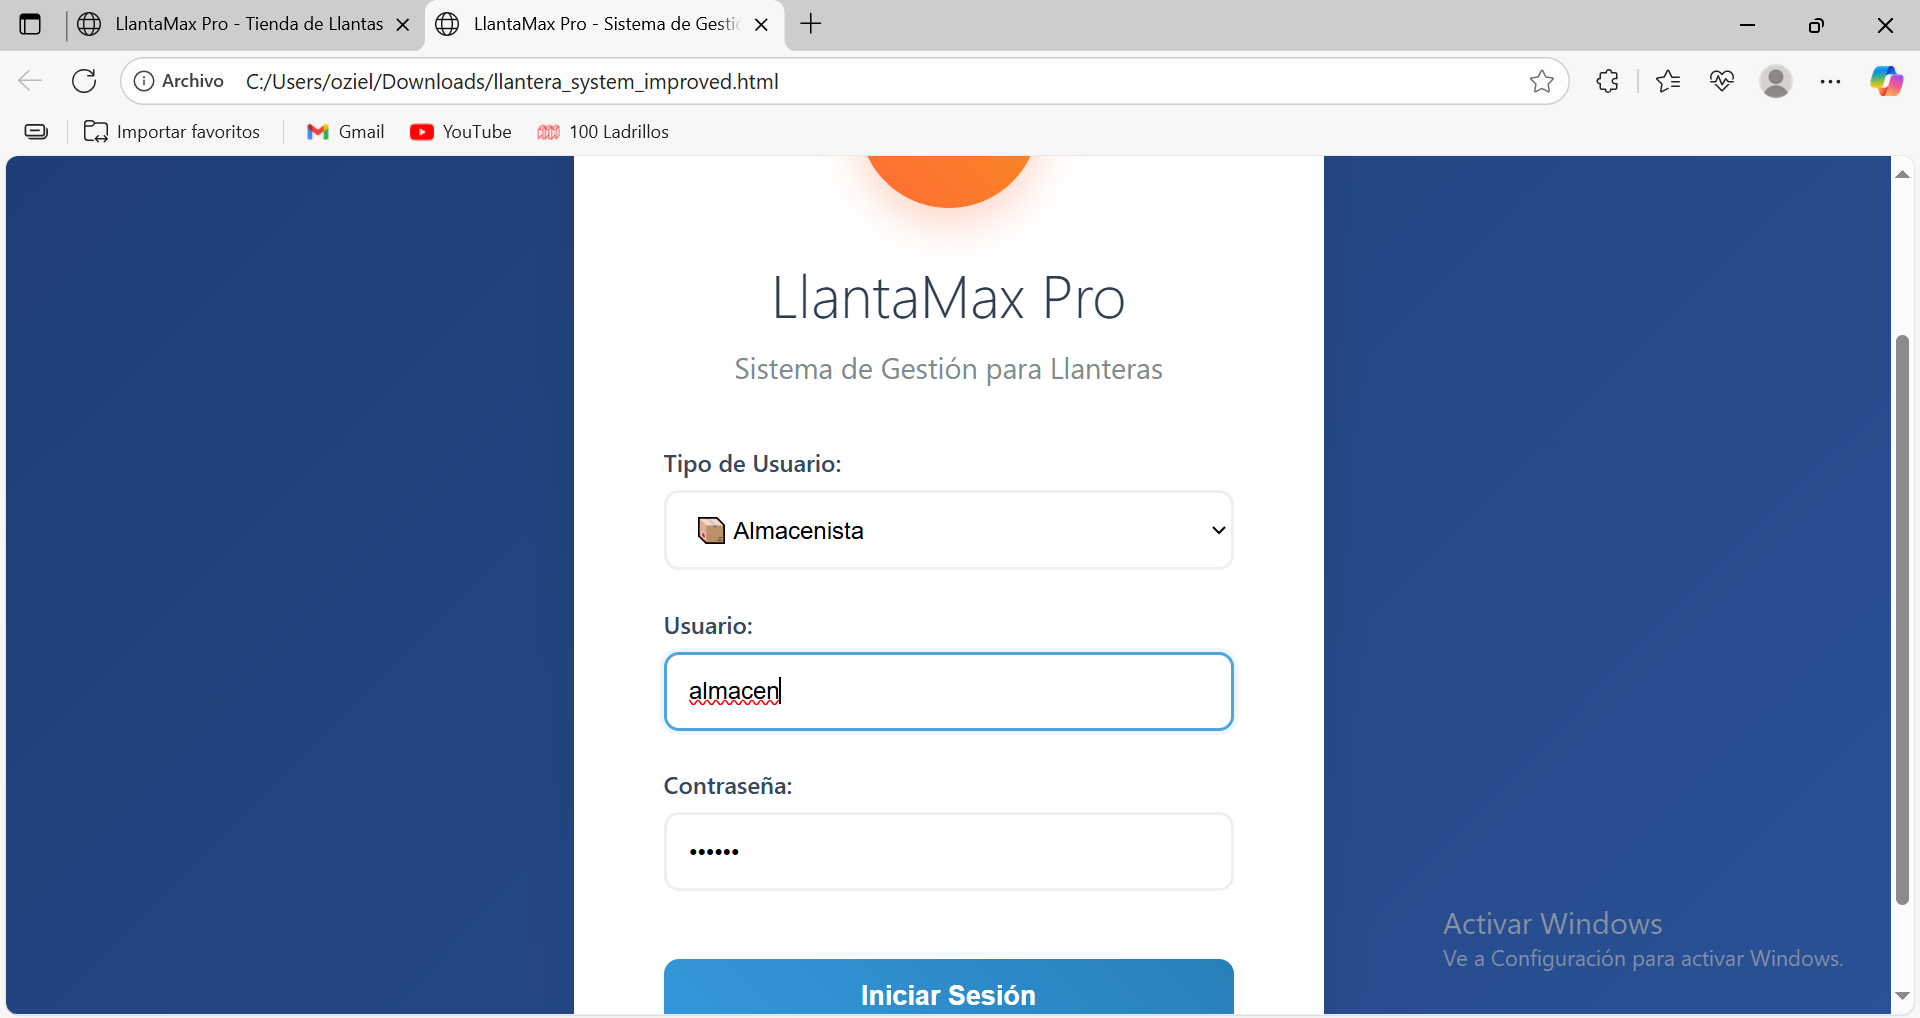 LlantaMax Pro - Tienda de Llantas
LlantaMax Pro - Sistema de Gesti
Archivo C:/Users/oziel/Downloads/llantera_system_improved.html
Importar favoritos Gmail YouTube 100 Ladrillos
LlantaMax Pro
Sistema de Gestión para Llanteras
Tipo de Usuario:
Almacenista
Usuario:
almacen
Contraseña:
••••••
Iniciar Sesión
Activar Windows
Ve a Configuración para activar Windows.